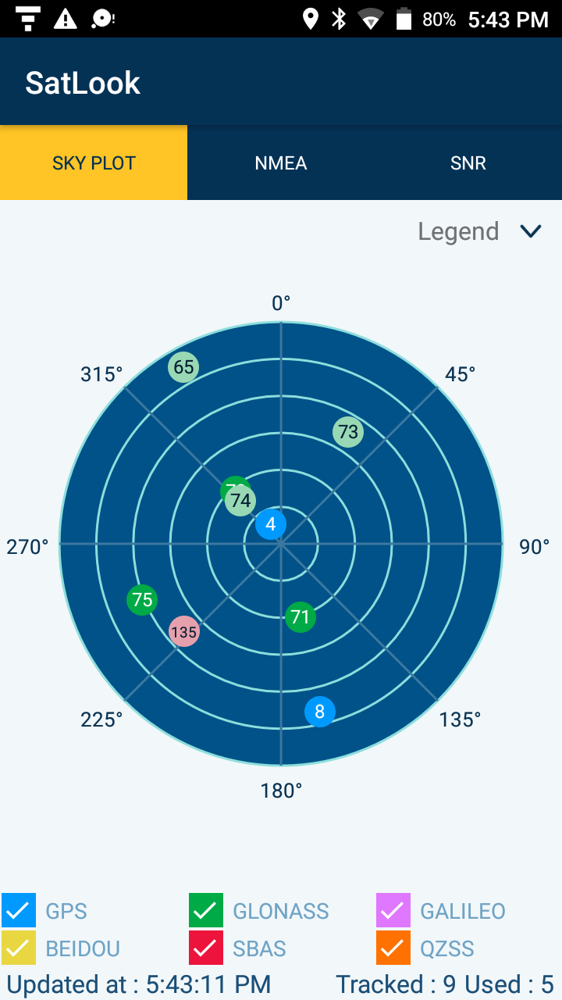 80% 5:43 PM
SatLook
SKY PLOT NMEA SNR
Legend
0°
315° 45°
65
73
74
4
270° 90°
75
71
135
8
225° 135°
180°
GPS GLONASS GALILEO
BEIDOU SBAS QZSS
Updated at : 5:43:11 PM Tracked : 9 Used : 5